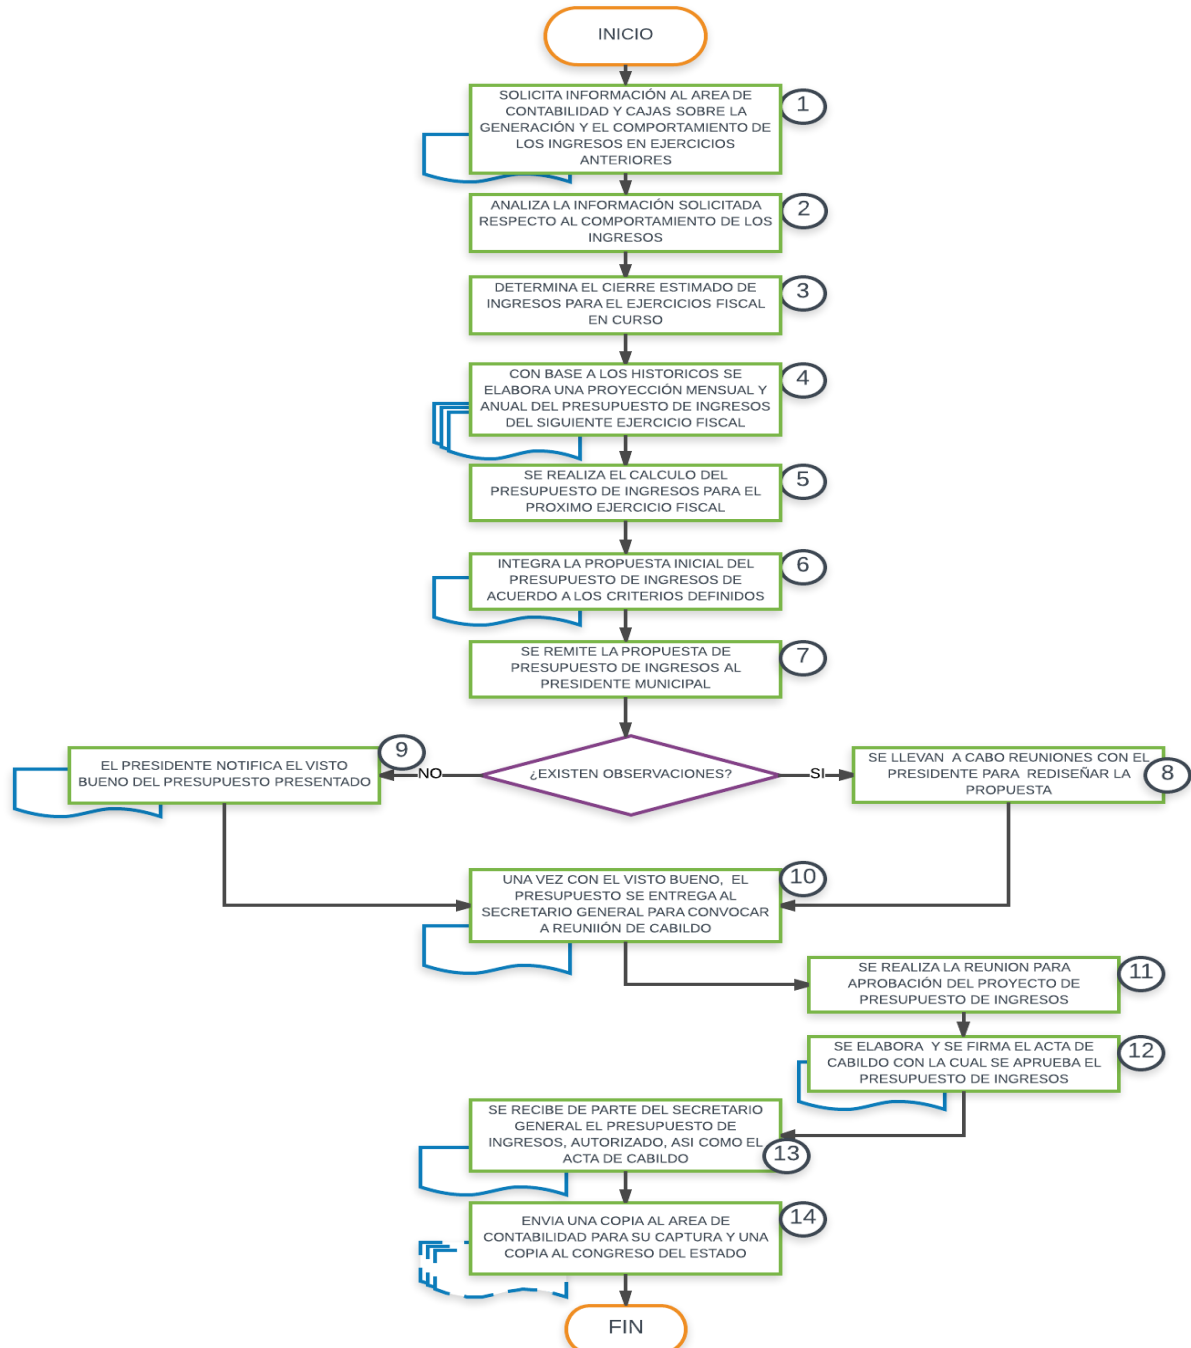 INICIO
SOLICITA INFORMACIÓN AL AREA DE
CONTABILIDAD Y CAJAS SOBRE LA
GENERACIÓN Y EL COMPORTAMIENTO DE
LOS INGRESOS EN EJERCICIOS
ANTERIORES
1
ANALIZA LA INFORMACIÓN SOLICITADA
RESPECTO AL COMPORTAMIENTO DE LOS
INGRESOS
2
DETERMINA EL CIERRE ESTIMADO DE
INGRESOS PARA EL EJERCICIOS FISCAL
EN CURSO
3
CON BASE A LOS HISTORICOS SE
ELABORA UNA PROYECCIÓN MENSUAL Y
ANUAL DEL PRESUPUESTO DE INGRESOS
DEL SIGUIENTE EJERCICIO FISCAL
4
SE REALIZA EL CALCULO DEL
PRESUPUESTO DE INGRESOS PARA EL
PROXIMO EJERCICIO FISCAL
5
INTEGRA LA PROPUESTA INICIAL DEL
PRESUPUESTO DE INGRESOS DE
ACUERDO A LOS CRITERIOS DEFINIDOS
6
SE REMITE LA PROPUESTA DE
PRESUPUESTO DE INGRESOS AL
PRESIDENTE MUNICIPAL
7
¿EXISTEN OBSERVACIONES?
NO
SI
EL PRESIDENTE NOTIFICA EL VISTO
BUENO DEL PRESUPUESTO PRESENTADO
9
SE LLEVAN A CABO REUNIONES CON EL
PRESIDENTE PARA REDISEÑAR LA
PROPUESTA
8
UNA VEZ CON EL VISTO BUENO, EL
PRESUPUESTO SE ENTREGA AL
SECRETARIO GENERAL PARA CONVOCAR
A REUNIIÓN DE CABILDO
10
SE REALIZA LA REUNION PARA
APROBACIÓN DEL PROYECTO DE
PRESUPUESTO DE INGRESOS
11
SE ELABORA Y SE FIRMA EL ACTA DE
CABILDO CON LA CUAL SE APRUEBA EL
PRESUPUESTO DE INGRESOS
12
SE RECIBE DE PARTE DEL SECRETARIO
GENERAL EL PRESUPUESTO DE
INGRESOS, AUTORIZADO, ASI COMO EL
ACTA DE CABILDO
13
ENVIA UNA COPIA AL AREA DE
CONTABILIDAD PARA SU CAPTURA Y UNA
COPIA AL CONGRESO DEL ESTADO
14
FIN